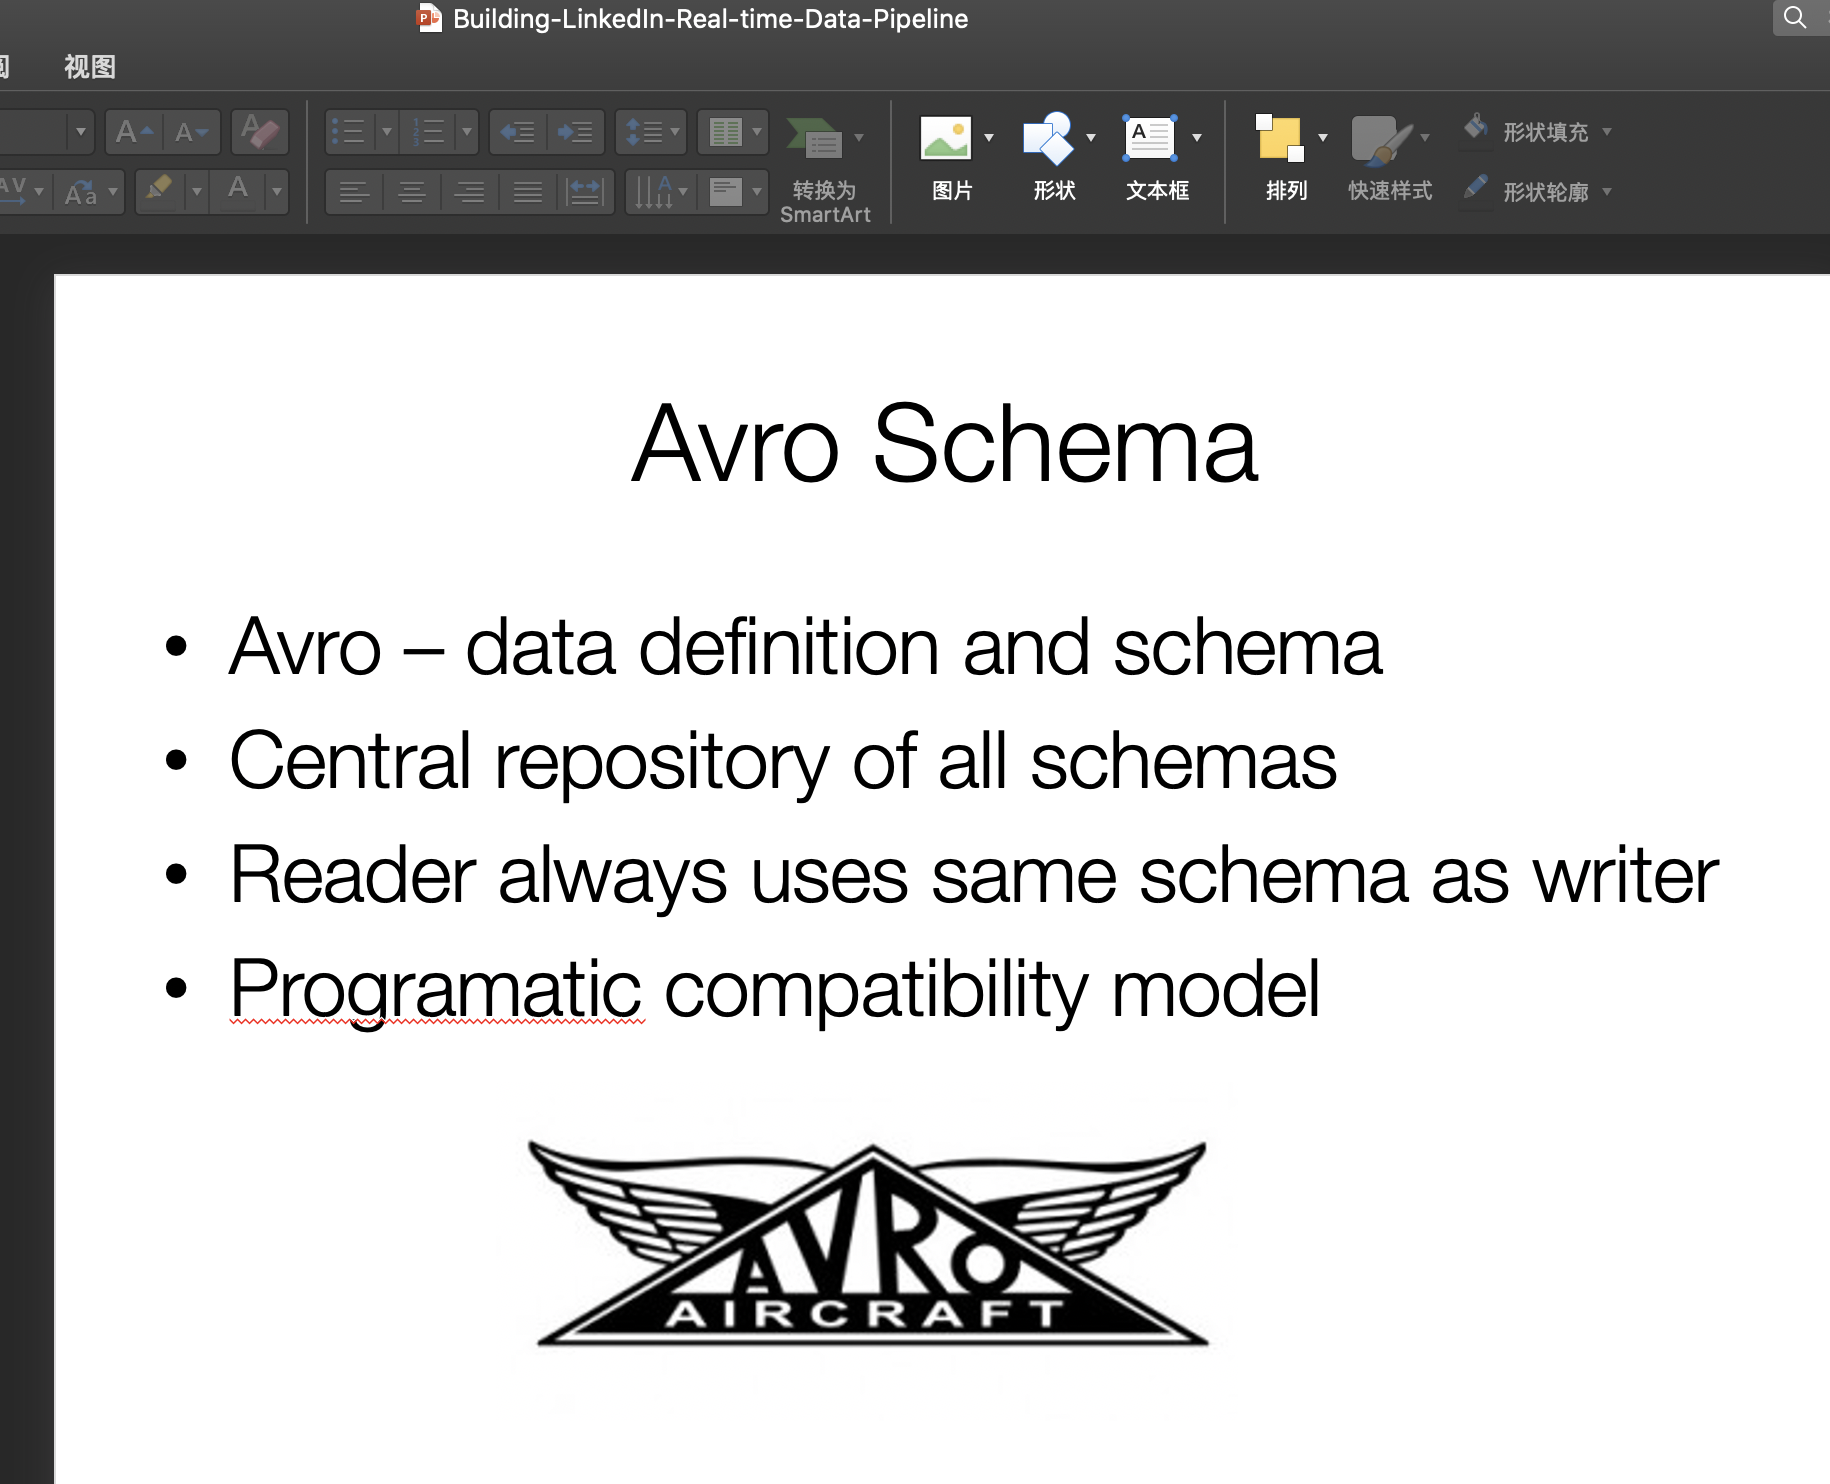 Building-LinkedIn-Real-time-Data-Pipeline
视图
转换为
SmartArt
图片
形状
文本框
排列
快速样式
形状填充
形状轮廓
Avro Schema
• Avro – data definition and schema
• Central repository of all schemas
• Reader always uses same schema as writer
• Programatic compatibility model
AVRO
AIRCRAFT